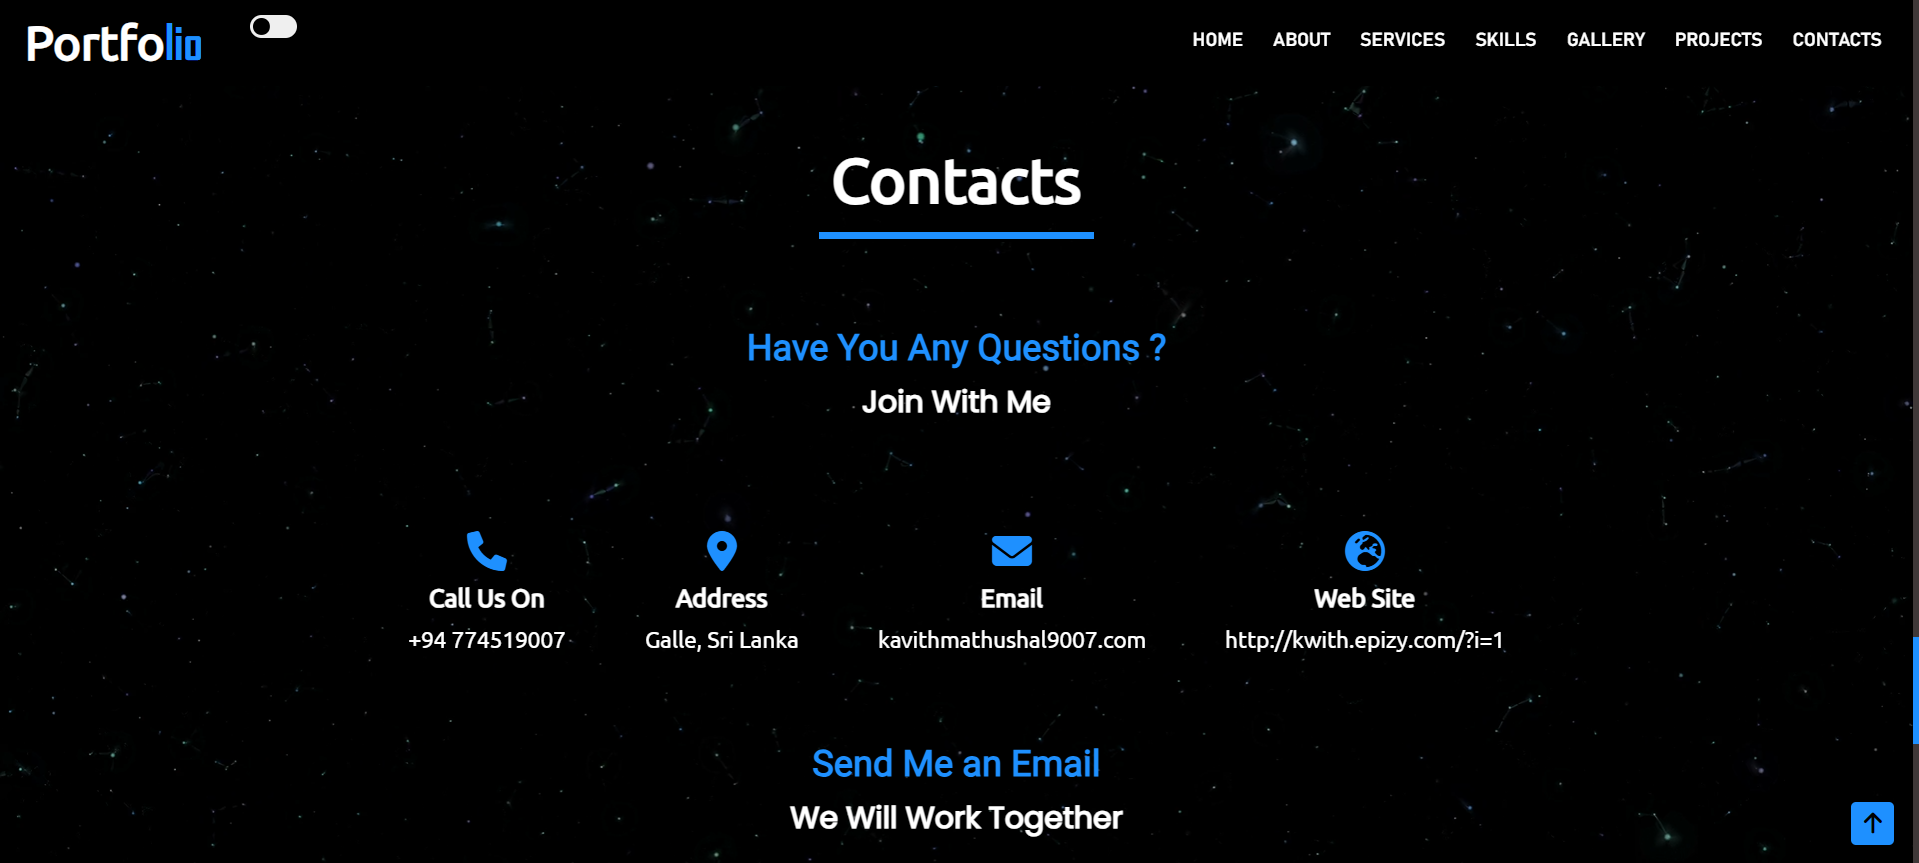 Portfolio
HOME ABOUT SERVICES SKILLS GALLERY PROJECTS CONTACTS
Contacts
Have You Any Questions ?
Join With Me
Call Us On
+94 774519007
Address
Galle, Sri Lanka
Email
kavithmathushal9007.com
Web Site
http://kwith.epizy.com/?i=1
Send Me an Email
We Will Work Together